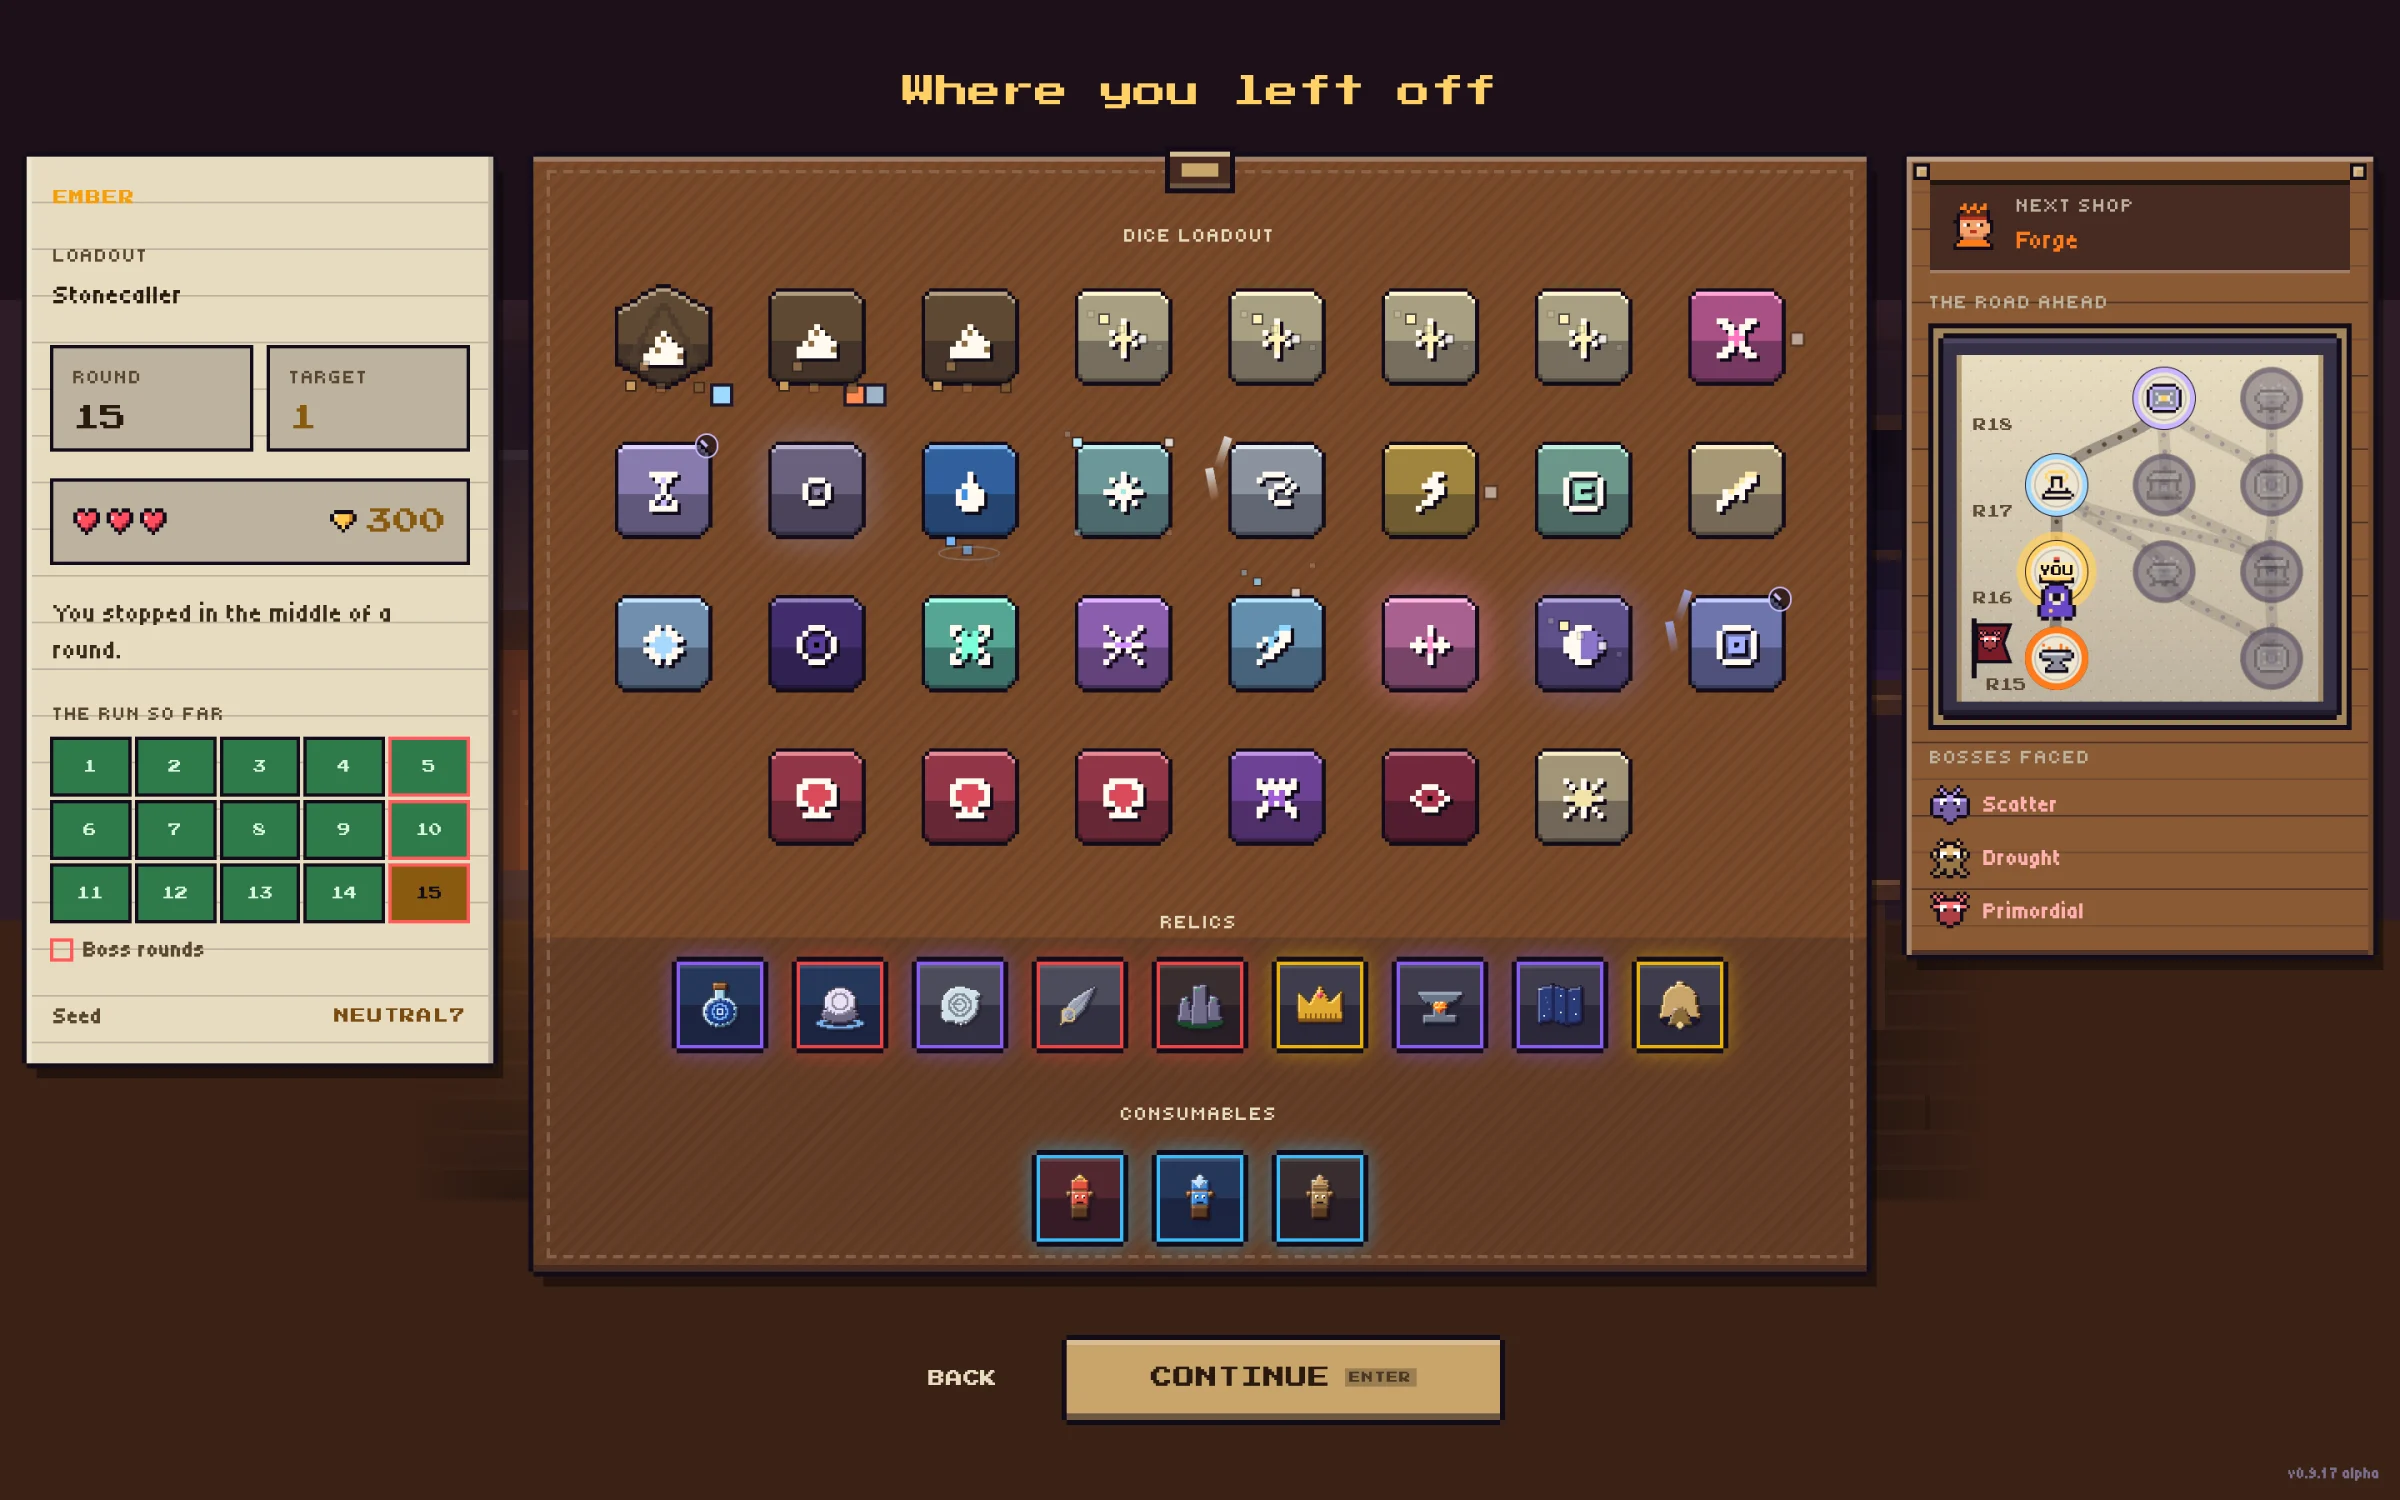 Where you left off
EMBER
LOADOUT
Stonecaller
ROUND
15
TARGET
1
300
You stopped in the middle of a
round.
THE RUN SO FAR
1 2 3 4 5
6 7 8 9 10
11 12 13 14 15
Boss rounds
Seed NEUTRAL7
DICE LOADOUT
RELICS
CONSUMABLES
BACK
CONTINUE ENTER
NEXT SHOP
Forge
THE ROAD AHEAD
R18
R17
YOU
R16
R15
BOSSES FACED
Scatter
Drought
Primordial
v0.9.17 alpha